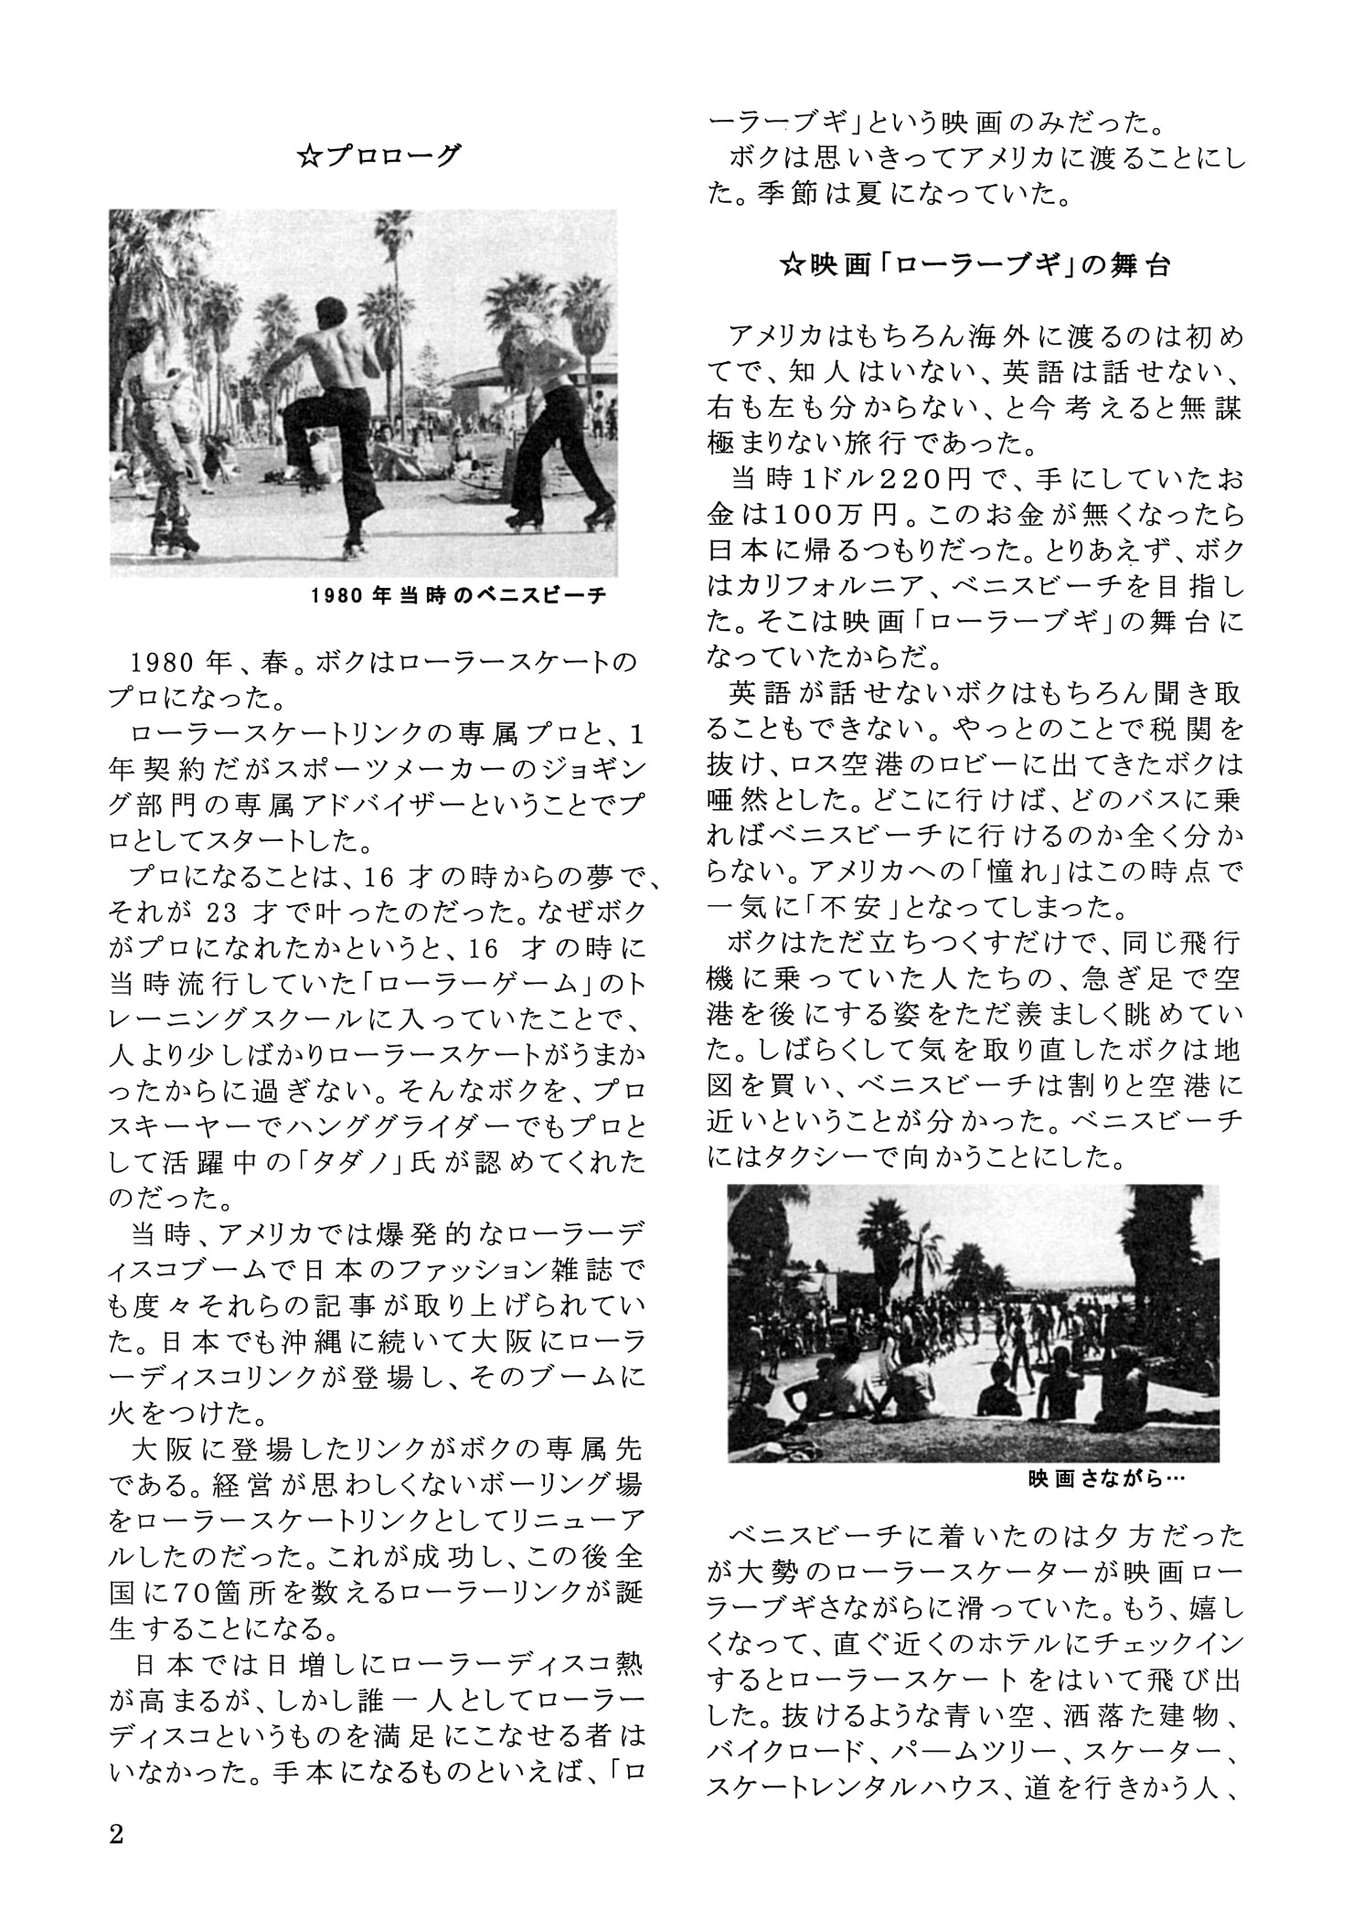 ☆プロローグ
1980年当時のベニスビーチ
1980年、春。ボクはローラースケートの
プロになった。
ローラースケートリンクの専属プロと、1
年契約だがスポーツメーカーのジョギン
グ部門の専属アドバイザーということでプ
ロとしてスタートした。
プロになることは、16才の時からの夢で、
それが23才で叶ったのだった。なぜボク
がプロになれたかというと、16才の時に
当時流行していた「ローラーゲーム」のト
レーニングスクールに入っていたことで、
人より少しばかりローラースケートがうまか
ったからに過ぎない。そんなボクを、プロ
スキーヤーでハンググライダーでもプロと
して活躍中の「タダノ」氏が認めてくれた
のだった。
当時、アメリカでは爆発的なローラーデ
ィスコブームで日本のファッション雑誌で
も度々それらの記事が取り上げられてい
た。日本でも沖縄に続いて大阪にローラ
ーディスコリンクが登場し、そのブームに
火をつけた。
大阪に登場したリンクがボクの専属先
である。経営が思わしくないボーリング場
をローラースケートリンクとしてリニューア
ルしたのだった。これが成功し、この後全
国に70箇所を数えるローラーリンクが誕
生することになる。
日本では日増しにローラーディスコ熱
が高まるが、しかし誰一人としてローラー
ディスコというものを満足にこなせる者は
いなかった。手本になるものといえば、「ロ
2
ーラーブギ」という映画のみだった。
ボクは思いきってアメリカに渡ることにし
た。季節は夏になっていた。
☆映画「ローラーブギ」の舞台
アメリカはもちろん海外に渡るのは初め
てで、知人はいない、英語は話せない、
右も左も分からない、と今考えると無謀
極まりない旅行であった。
当時1ドル220円で、手にしていたお
金は100万円。このお金が無くなったら
日本に帰るつもりだった。とりあえず、ボク
はカリフォルニア、ベニスビーチを目指し
た。そこは映画「ローラーブギ」の舞台に
なっていたからだ。
英語が話せないボクはもちろん聞き取
ることもできない。やっとのことで税関を
抜け、ロス空港のロビーに出てきたボクは
唖然とした。どこに行けば、どのバスに乗
ればベニスビーチに行けるのか全く分か
らない。アメリカへの「憧れ」はこの時点で
一気に「不安」となってしまった。
ボクはただ立ちつくすだけで、同じ飛行
機に乗っていた人たちの、急ぎ足で空
港を後にする姿をただ羨ましく眺めてい
た。しばらくして気を取り直したボクは地
図を買い、ベニスビーチは割りと空港に
近いということが分かった。ベニスビーチ
にはタクシーで向かうことにした。
映画さながら…
ベニスビーチに着いたのは夕方だった
が大勢のローラースケーターが映画ロー
ラーブギさながらに滑っていた。もう、嬉し
くなって、直ぐ近くのホテルにチェックイン
するとローラースケートをはいて飛び出
した。抜けるような青い空、洒落た建物、
バイクロード、パームツリー、スケーター、
スケートレンタルハウス、道を行きかう人、